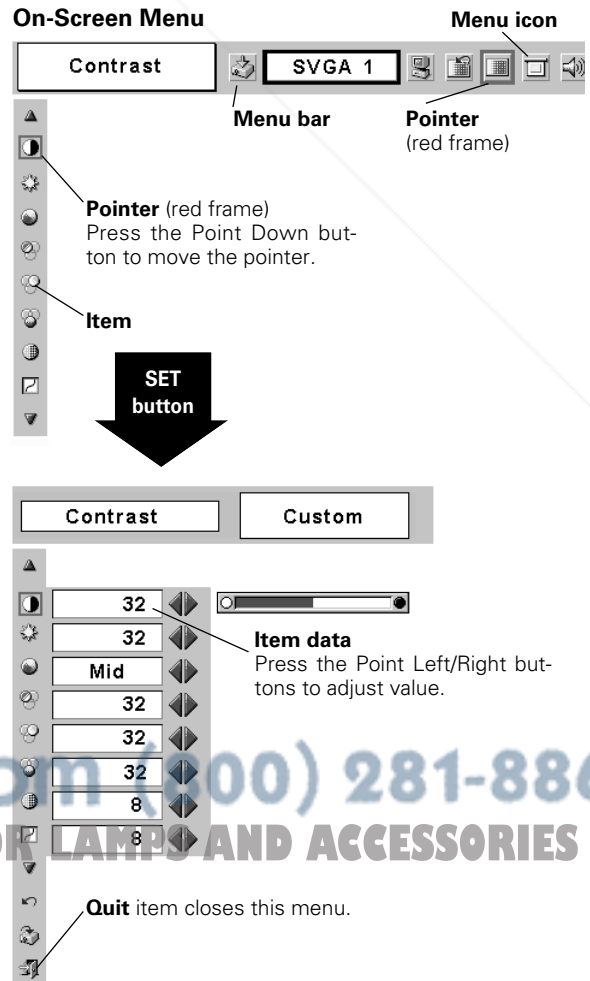 On-Screen Menu
Menu icon
Contrast
SVGA 1
Menu bar
Pointer
(red frame)
Pointer (red frame)
Press the Point Down but-
ton to move the pointer.
Item
SET
button
Contrast
Custom
32
32
Item data
Press the Point Left/Right but-
tons to adjust value.
Mid
32
32
32
8
8
om (800) 281-886
OR LAMPS AND ACCESSORIES
Quit item closes this menu.